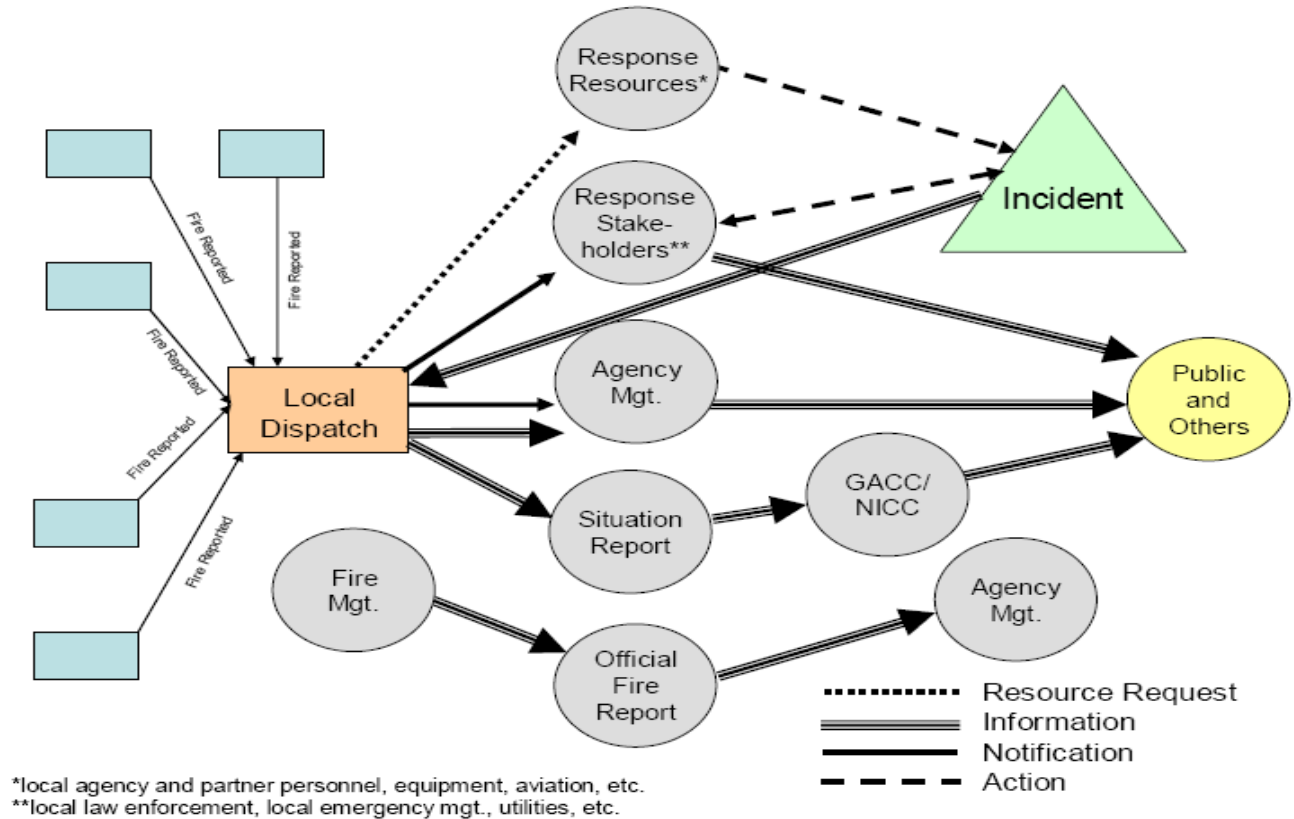 Response
Resources*
Fire Reported
Fire Reported
Response
Stake-
holders**
Incident
Fire Reported
Local
Dispatch
Agency
Mgt.
Public
and
Others
Fire Reported
Fire Reported
Situation
Report
GACC/
NICC
Fire
Mgt.
Official
Fire
Report
Agency
Mgt.
Resource Request
Information
Notification
Action
*local agency and partner personnel, equipment, aviation, etc.
**local law enforcement, local emergency mgt., utilities, etc.